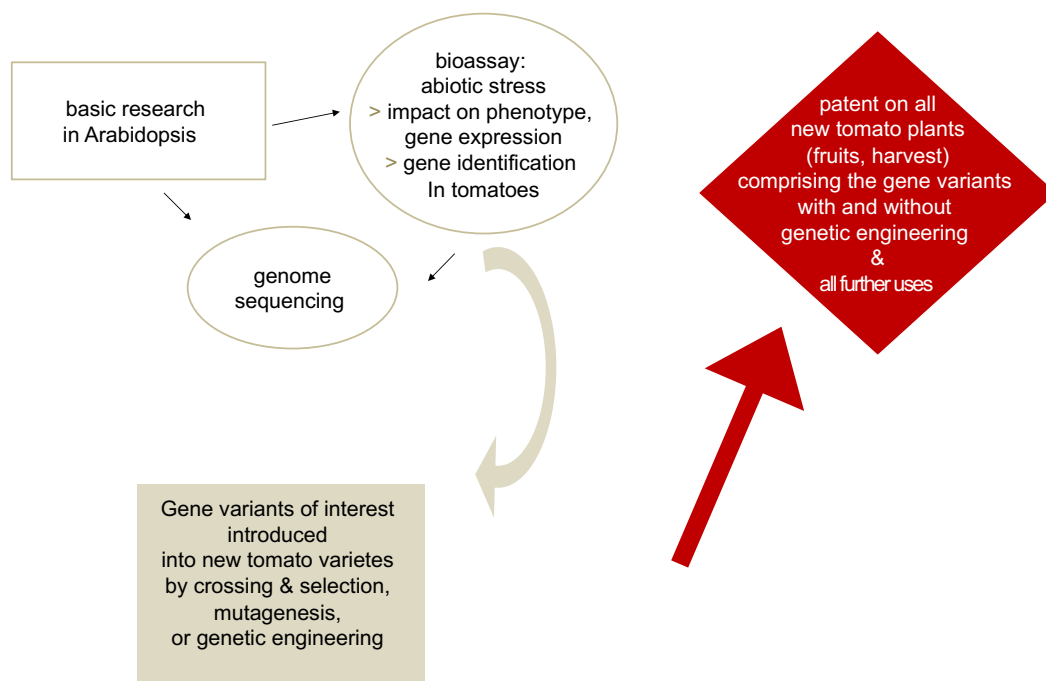 basic research
in Arabidopsis
bioassay:
abiotic stress
> impact on phenotype,
gene expression
> gene identification
In tomatoes
genome
sequencing
patent on all
new tomato plants
(fruits, harvest)
comprising the gene variants
with and without
genetic engineering
&
all further uses
Gene variants of interest
introduced
into new tomato varietes
by crossing & selection,
mutagenesis,
or genetic engineering